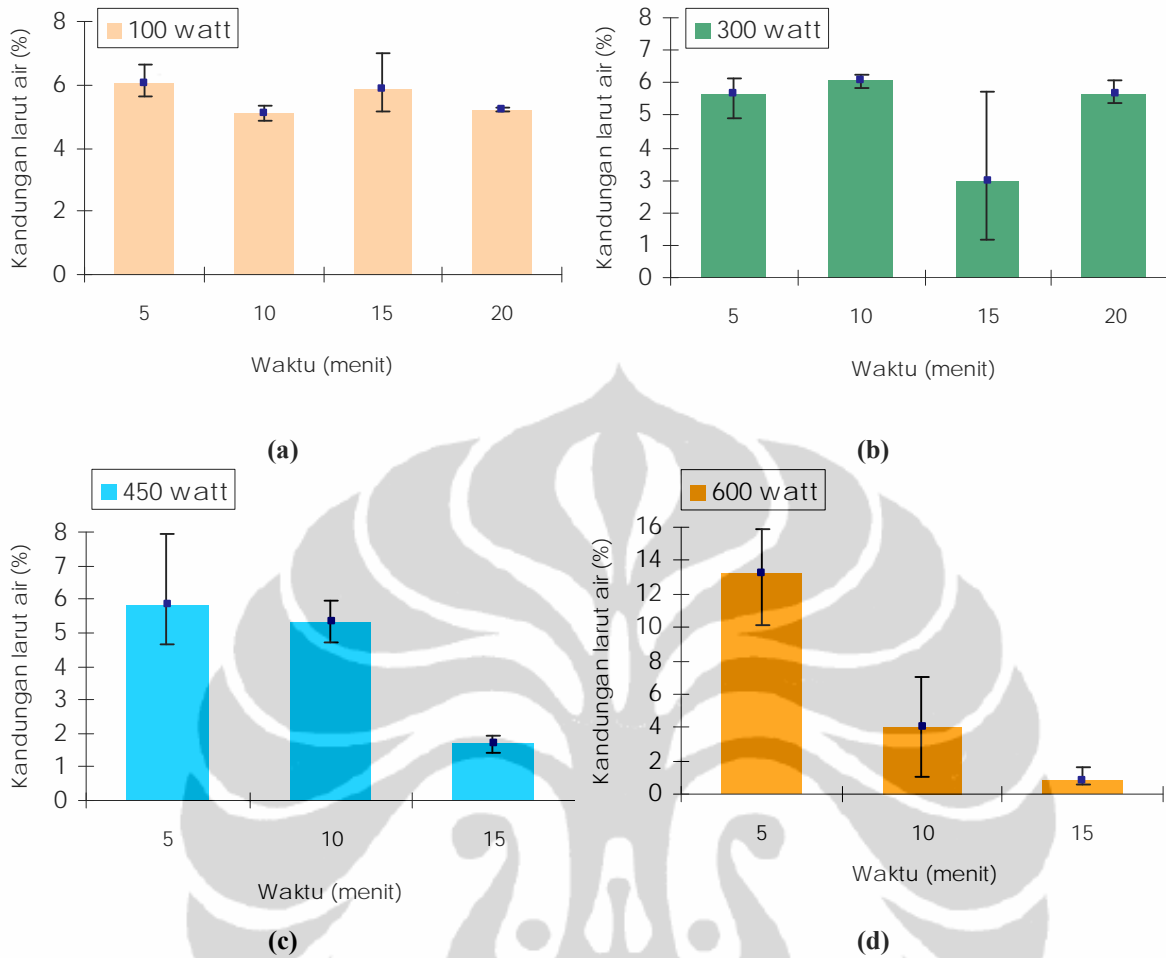 100 watt
Kandungan larut air (%)
8
6
4
2
0
5 10 15 20
Waktu (menit)
(a)
300 watt
Kandungan larut air (%)
8
7
6
5
4
3
2
1
0
5 10 15 20
Waktu (menit)
(b)
450 watt
Kandungan larut air (%)
8
7
6
5
4
3
2
1
0
5 10 15
Waktu (menit)
(c)
600 watt
Kandungan larut air (%)
16
14
12
10
8
6
4
2
0
5 10 15
Waktu (menit)
(d)